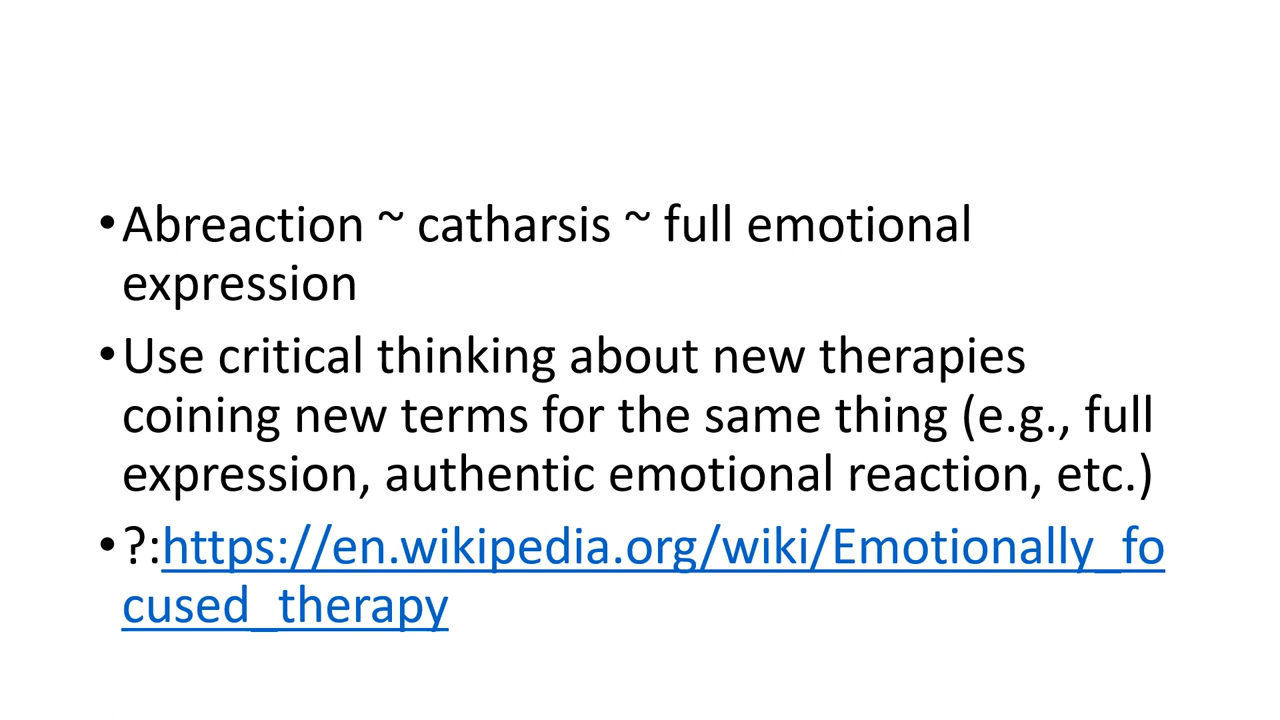 •Abreaction ~ catharsis ~ full emotional
expression
•Use critical thinking about new therapies
coining new terms for the same thing (e.g., full
expression, authentic emotional reaction, etc.)
•?:https://en.wikipedia.org/wiki/Emotionally_fo
cused_therapy